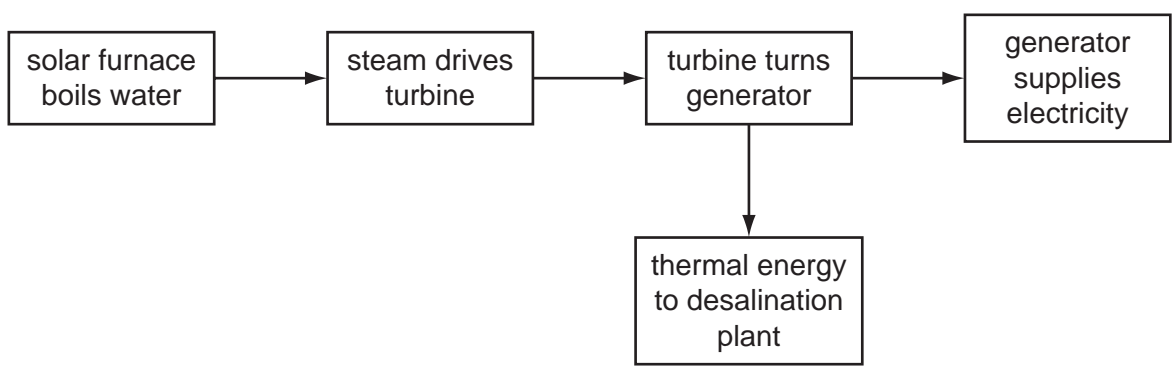 solar furnace
boils water
steam drives
turbine
turbine turns
generator
generator
supplies
electricity
thermal energy
to desalination
plant